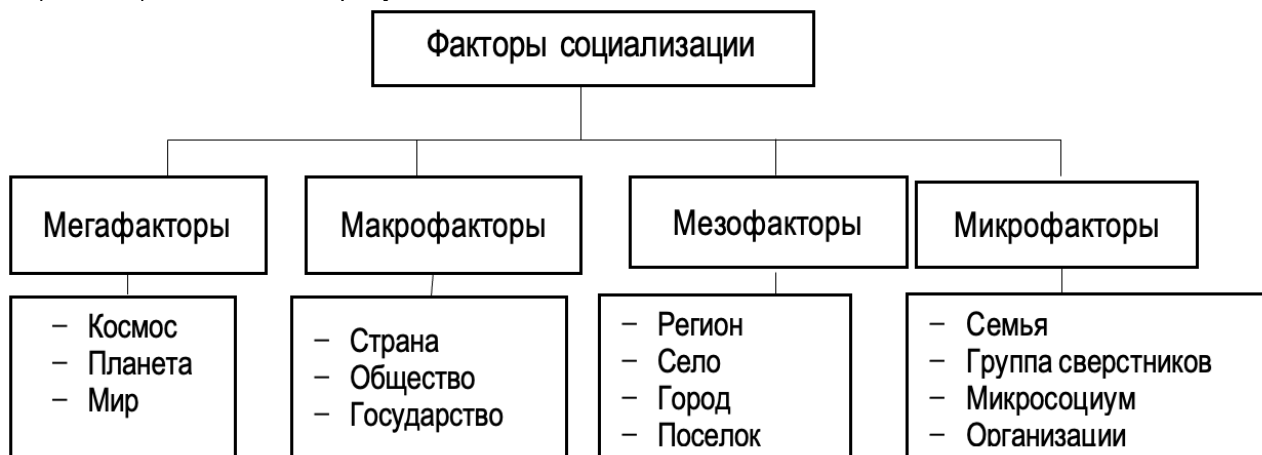 Факторы социализации
Мегафакторы
Макрофакторы
Мезофакторы
Микрофакторы
– Космос
– Планета
– Мир
– Страна
– Общество
– Государство
– Регион
– Село
– Город
– Поселок
– Семья
– Группа сверстников
– Микросоциум
– Организации